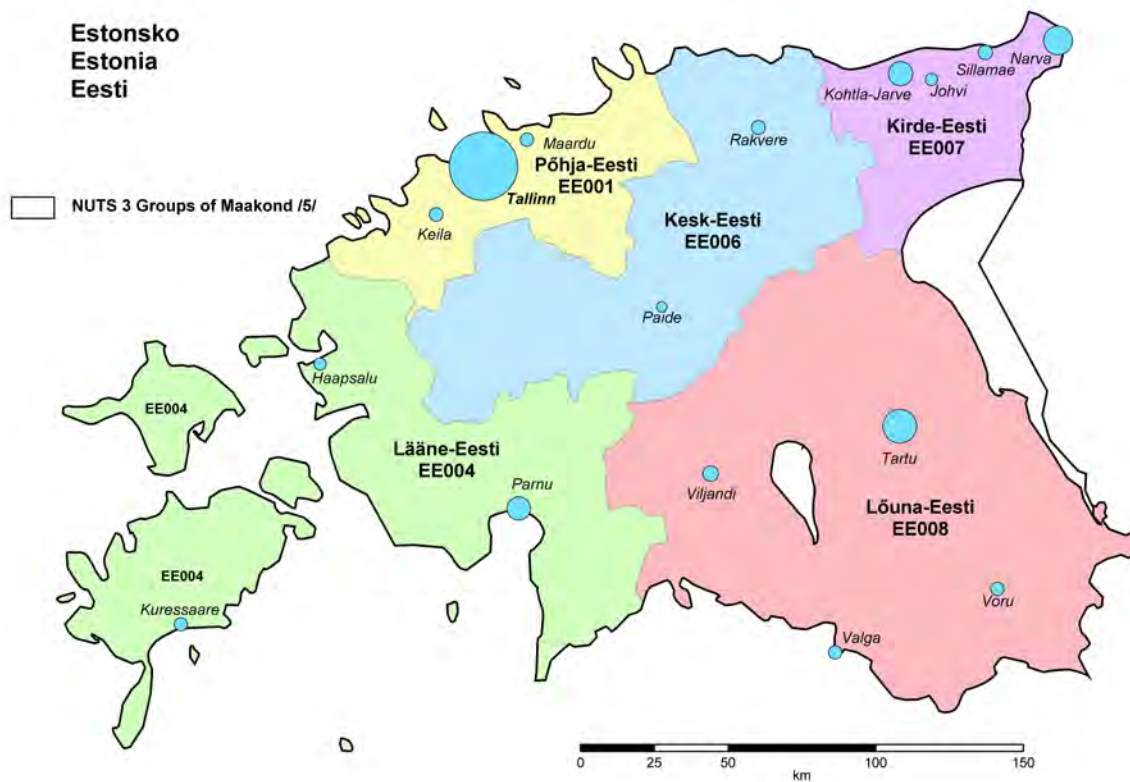 Estonsko
Estonia
Eesti
NUTS 3 Groups of Maakond /5/
Narva
Sillamae
Kohtla-Jarve
Johvi
Kirde-Eesti
EE007
Rakvere
Maardu
Põhja-Eesti
EE001
Tallinn
Keila
Kesk-Eesti
EE006
Paide
Haapsalu
EE004
Lääne-Eesti
EE004
Parnu
Tartu
Viljandi
Lõuna-Eesti
EE008
EE004
Kuressaare
Voru
Valga
0 25 50 100 150
km